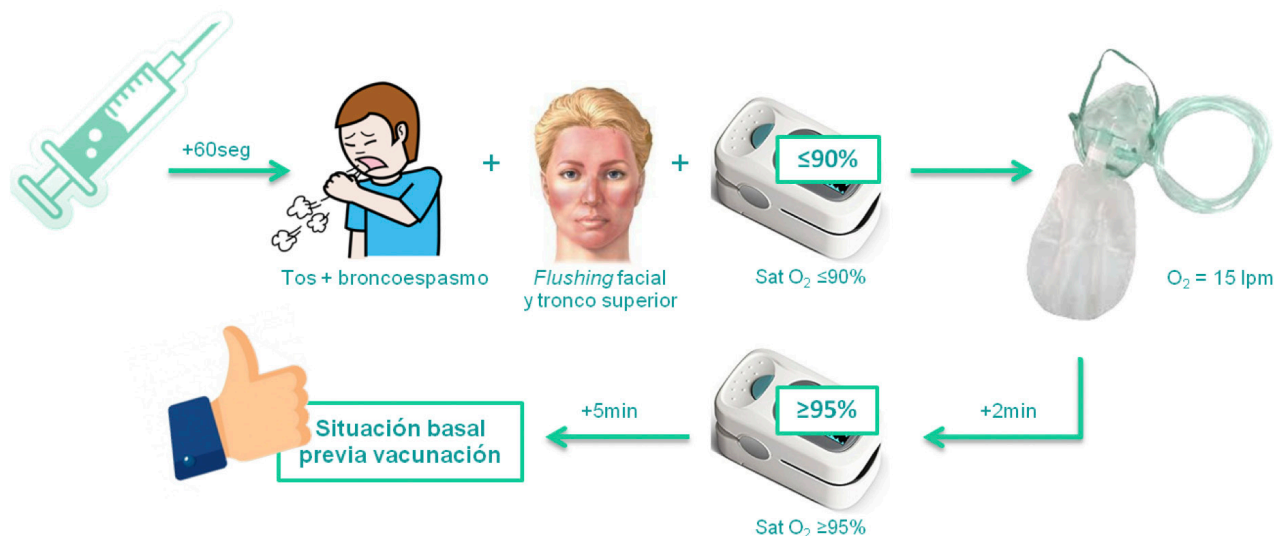 +60seg
Tos + broncoespasmo
+
Flushing facial
y tronco superior
+
≤90%
Sat O₂ ≤90%
O₂ = 15 lpm
+2min
≥95%
Sat O₂ ≥95%
+5min
Situación basal
previa vacunación